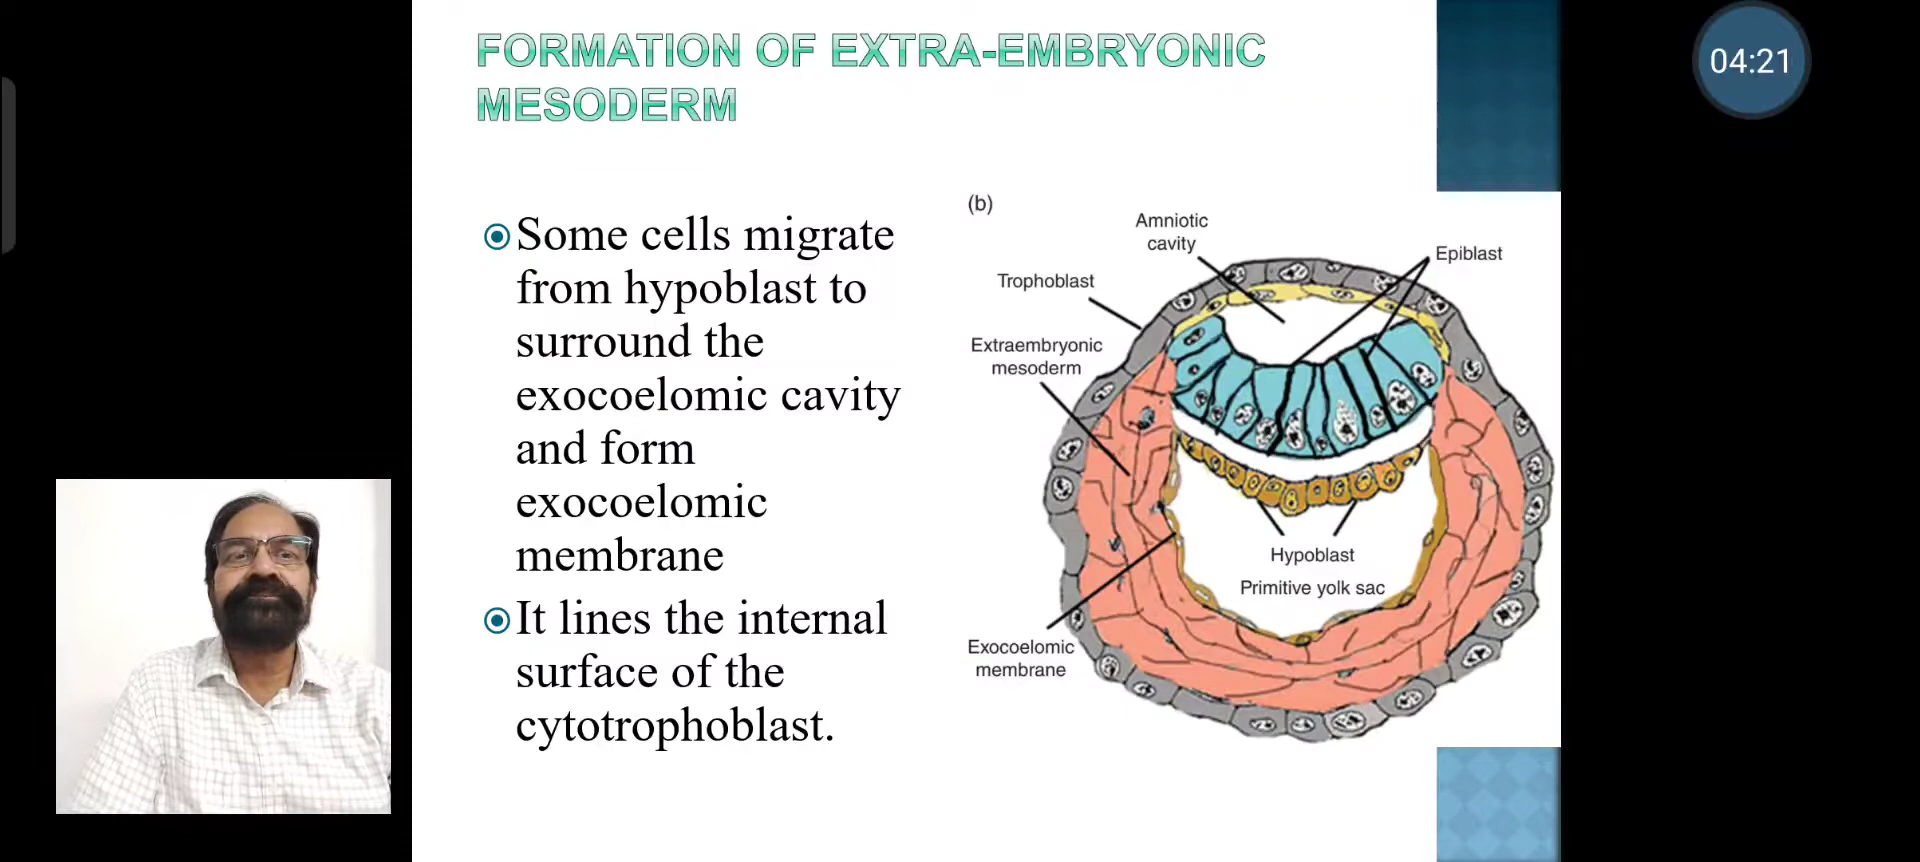 FORMATION OF EXTRA-EMBRYONIC
MESODERM
04:21
Some cells migrate
from hypoblast to
surround the
exocoelomic cavity
and form
exocoelomic
membrane
It lines the internal
surface of the
cytotrophoblast.
(b)
Amniotic
cavity
Epiblast
Trophoblast
Extraembryonic
mesoderm
Hypoblast
Primitive yolk sac
Exocoelomic
membrane